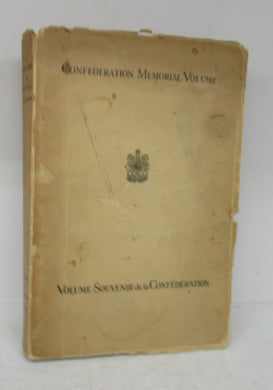 CONFEDERATION MEMORIAL VOLUME
VOLUME SOUVENIR de la CONFÉDÉRATION